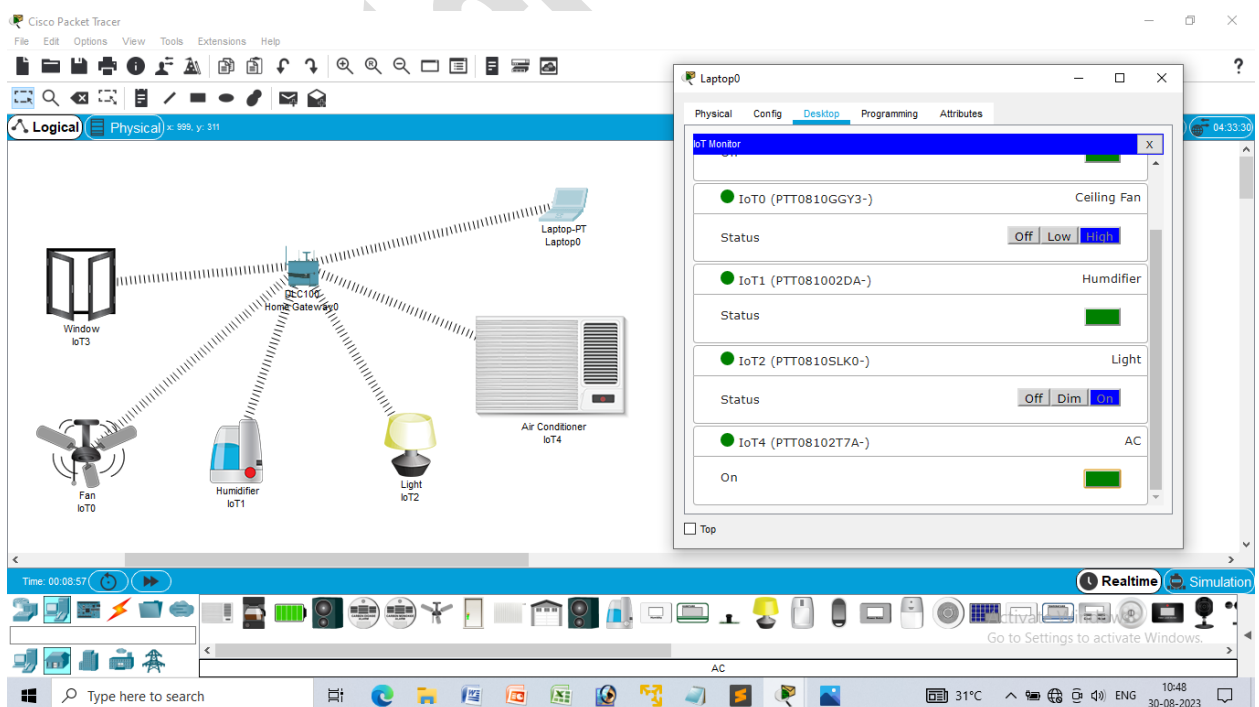 Cisco Packet Tracer
File Edit Options View Tools Extensions Help
?
Logical Physical x: 999, y: 311
04:33:30
Laptop-PT
Laptop0
DLC100
Home Gateway0
Window
IoT3
Air Conditioner
IoT4
Fan
IoT0
Humidifier
IoT1
Light
IoT2
Laptop0
Physical Config Desktop Programming Attributes
IoT Monitor X
IoT0 (PTT0810GGY3-) Ceiling Fan
Status Off Low High
IoT1 (PTT081002DA-) Humdifier
Status
IoT2 (PTT0810SLK0-) Light
Status Off Dim On
IoT4 (PTT08102T7A-) AC
On
Top
Time: 00:08:57
Realtime Simulation
Go to Settings to activate Windows.
AC
Type here to search
31°C ENG 10:48
30-08-2023